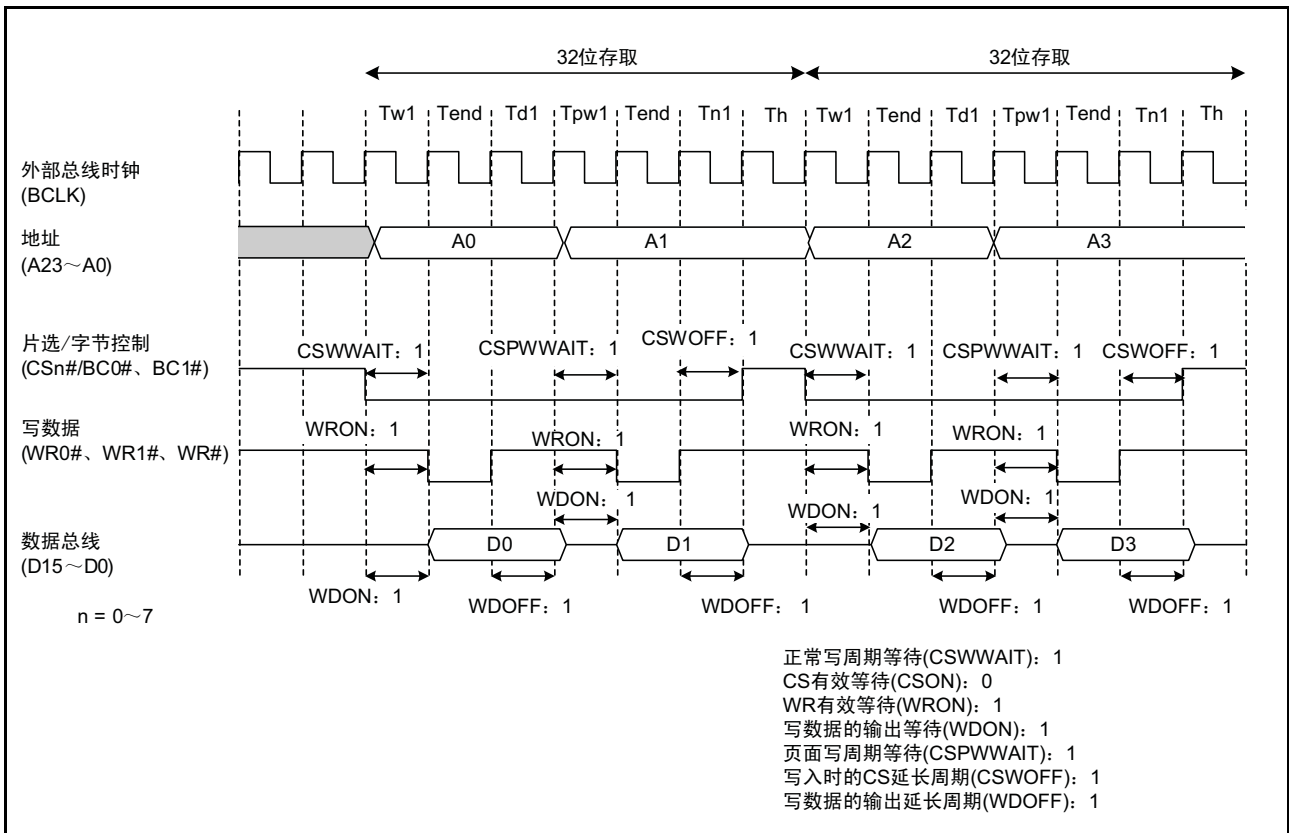 32位存取 32位存取
Tw1 Tend Td1 Tpw1 Tend Tn1 Th Tw1 Tend Td1 Tpw1 Tend Tn1 Th
外部总线时钟
(BCLK)
地址
(A23～A0)
A0 A1 A2 A3
片选/字节控制
(CSn#/BC0#、BC1#)
CSWWAIT：1 CSPWWAIT：1 CSWOFF：1 CSWWAIT：1 CSPWWAIT：1 CSWOFF：1
写数据
(WR0#、WR1#、WR#)
WRON：1 WRON：1 WRON：1 WRON：1
WDON：1 WDON：1 WDON：1
数据总线
(D15～D0)
D0 D1 D2 D3
WDON：1 WDOFF：1 WDOFF：1 WDOFF：1 WDOFF：1
n = 0～7
正常写周期等待(CSWWAIT)：1
CS有效等待(CSON)：0
WR有效等待(WRON)：1
写数据的输出等待(WDON)：1
页面写周期等待(CSPWWAIT)：1
写入时的CS延长周期(CSWOFF)：1
写数据的输出延长周期(WDOFF)：1